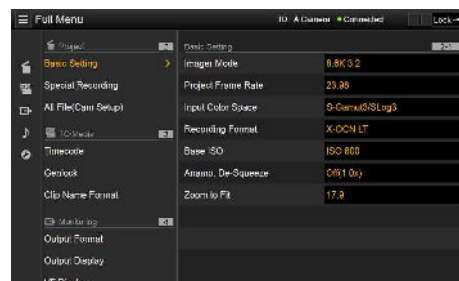 Full Menu
ID: A Camera Connected
Lock
Project
Basic Setting
Special Recording
All File(Cam Setup)
TC/Media
Timecode
Genlock
Clip Name Format
Monitoring
Output Format
Output Display
Basic Setting
Imager Mode 8.6K 3:2
Project Frame Rate 23.98
Input Color Space S-Gamut3/SLog3
Recording Format X-OCN LT
Base ISO ISO 800
Anamo. De-Squeeze Off(1.0x)
Zoom to Fit 17:9